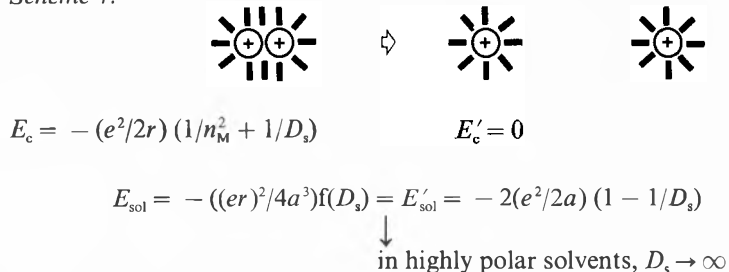 Scheme 1.
+ + ⇨ + +
E_c = − (e²/2r) (1/n²_M + 1/D_s) E′_c = 0
E_sol = − ((er)²/4a³)f(D_s) = E′_sol = − 2(e²/2a) (1 − 1/D_s)
↓
in highly polar solvents, D_s → ∞